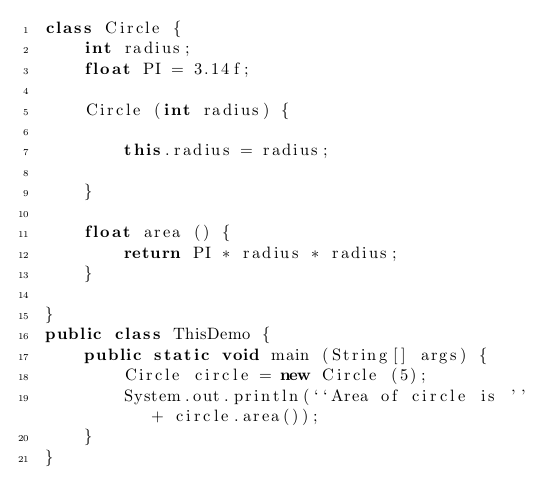 1 class Circle {
2 int radius;
3 float PI = 3.14f;
4
5 Circle (int radius) {
6
7 this.radius = radius;
8
9 }
10
11 float area () {
12 return PI * radius * radius;
13 }
14
15 }
16 public class ThisDemo {
17 public static void main (String[] args) {
18 Circle circle = new Circle (5);
19 System.out.println(‘‘Area of circle is ’’
+ circle.area());
20 }
21 }